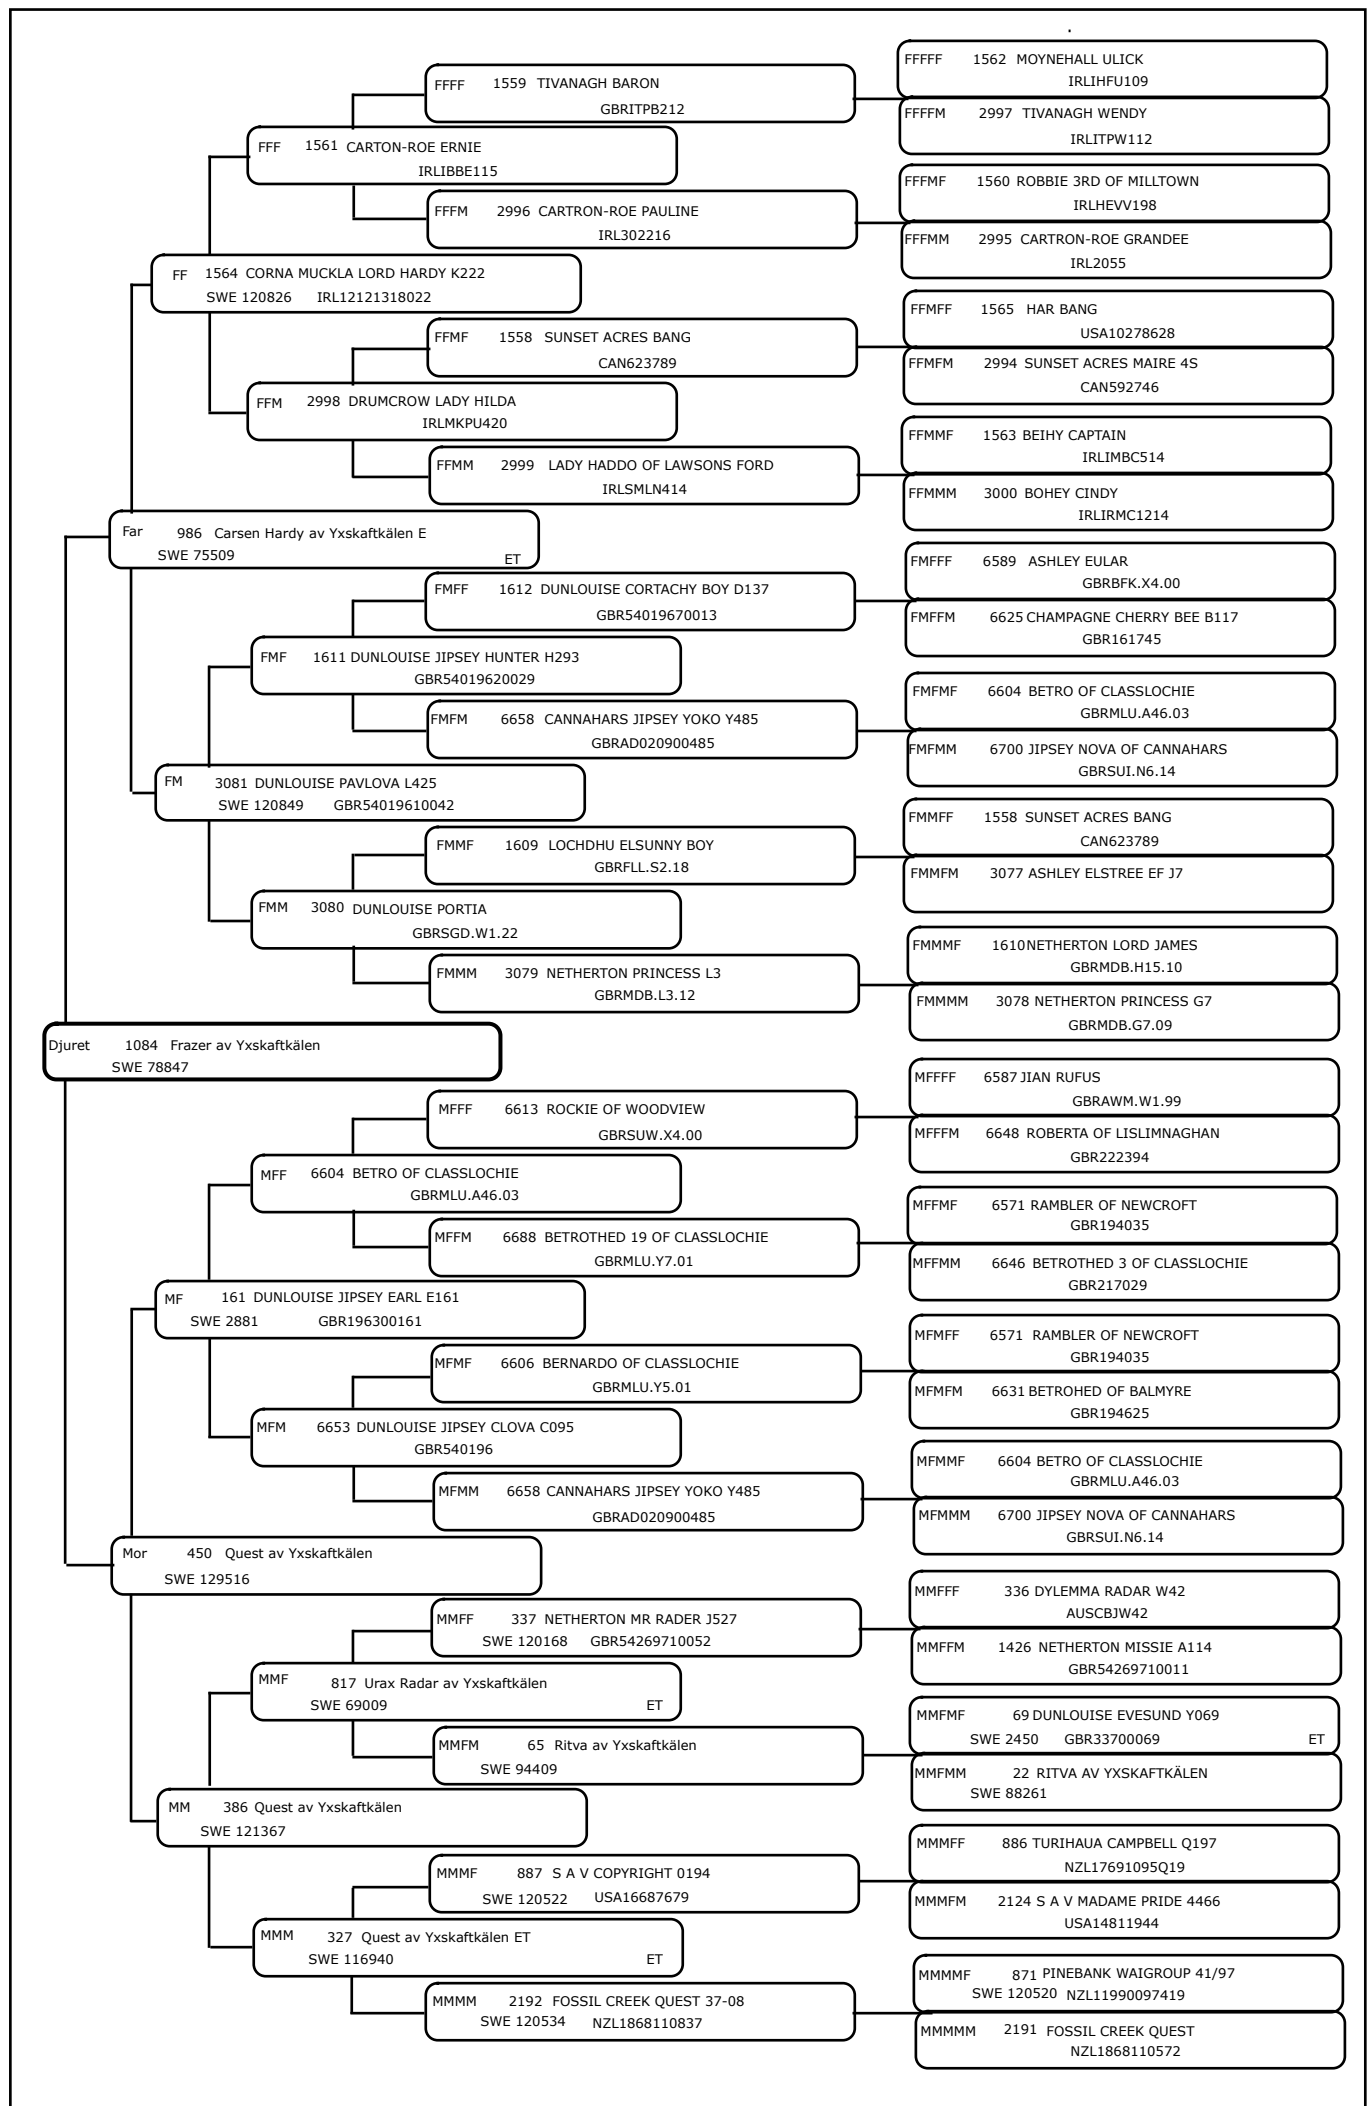 FFFFF 1562 MOYNEHALL ULICK
IRLIHFU109
FFFF 1559 TIVANAGH BARON
GBRITPB212
FFFFM 2997 TIVANAGH WENDY
IRLITPW112
FFF 1561 CARTON-ROE ERNIE
IRLIBBE115
FFFMF 1560 ROBBIE 3RD OF MILLTOWN
IRLHEVV198
FFFM 2996 CARTRON-ROE PAULINE
IRL302216
FFFMM 2995 CARTRON-ROE GRANDEE
IRL2055
FF 1564 CORNA MUCKLA LORD HARDY K222
SWE 120826 IRL12121318022
FFMFF 1565 HAR BANG
USA10278628
FFMF 1558 SUNSET ACRES BANG
CAN623789
FFMFM 2994 SUNSET ACRES MAIRE 4S
CAN592746
FFM 2998 DRUMCROW LADY HILDA
IRLMKPU420
FFMMF 1563 BEIHY CAPTAIN
IRLIMBC514
FFMM 2999 LADY HADDO OF LAWSONS FORD
IRLSMLN414
FFMMM 3000 BOHEY CINDY
IRLIRMC1214
Far 986 Carsen Hardy av Yxskaftkälen E
SWE 75509 ET
FMFFF 6589 ASHLEY EULAR
GBRBFK.X4.00
FMFF 1612 DUNLOUISE CORTACHY BOY D137
GBR54019670013
FMFFM 6625 CHAMPAGNE CHERRY BEE B117
GBR161745
FMF 1611 DUNLOUISE JIPSEY HUNTER H293
GBR54019620029
FMFMF 6604 BETRO OF CLASSLOCHIE
GBRMLU.A46.03
FMFM 6658 CANNAHARS JIPSEY YOKO Y485
GBRAD020900485
FMFMM 6700 JIPSEY NOVA OF CANNAHARS
GBRSUI.N6.14
FM 3081 DUNLOUISE PAVLOVA L425
SWE 120849 GBR54019610042
FMMFF 1558 SUNSET ACRES BANG
CAN623789
FMMF 1609 LOCHDHU ELSUNNY BOY
GBRFLL.S2.18
FMMFM 3077 ASHLEY ELSTREE EF J7
FMM 3080 DUNLOUISE PORTIA
GBRSGD.W1.22
FMMMF 1610 NETHERTON LORD JAMES
GBRMDB.H15.10
FMMM 3079 NETHERTON PRINCESS L3
GBRMDB.L3.12
FMMMM 3078 NETHERTON PRINCESS G7
GBRMDB.G7.09
Djuret 1084 Frazer av Yxskaftkälen
SWE 78847
MFFFF 6587 JIAN RUFUS
GBRAWM.W1.99
MFFF 6613 ROCKIE OF WOODVIEW
GBRSUW.X4.00
MFFFM 6648 ROBERTA OF LISLIMNAGHAN
GBR222394
MFF 6604 BETRO OF CLASSLOCHIE
GBRMLU.A46.03
MFFMF 6571 RAMBLER OF NEWCROFT
GBR194035
MFFM 6688 BETROTHED 19 OF CLASSLOCHIE
GBRMLU.Y7.01
MFFMM 6646 BETROTHED 3 OF CLASSLOCHIE
GBR217029
MF 161 DUNLOUISE JIPSEY EARL E161
SWE 2881 GBR196300161
MFMFF 6571 RAMBLER OF NEWCROFT
GBR194035
MFMF 6606 BERNARDO OF CLASSLOCHIE
GBRMLU.Y5.01
MFMFM 6631 BETROHED OF BALMYRE
GBR194625
MFM 6653 DUNLOUISE JIPSEY CLOVA C095
GBR540196
MFMMF 6604 BETRO OF CLASSLOCHIE
GBRMLU.A46.03
MFMM 6658 CANNAHARS JIPSEY YOKO Y485
GBRAD020900485
MFMMM 6700 JIPSEY NOVA OF CANNAHARS
GBRSUI.N6.14
Mor 450 Quest av Yxskaftkälen
SWE 129516
MMFFF 336 DYLEMMA RADAR W42
AUSCBJW42
MMFF 337 NETHERTON MR RADER J527
SWE 120168 GBR54269710052
MMFFM 1426 NETHERTON MISSIE A114
GBR54269710011
MMF 817 Urax Radar av Yxskaftkälen
SWE 69009 ET
MMFMF 69 DUNLOUISE EVESUND Y069
SWE 2450 GBR33700069 ET
MMFM 65 Ritva av Yxskaftkälen
SWE 94409
MMFMM 22 RITVA AV YXSKAFTKÄLEN
SWE 88261
MM 386 Quest av Yxskaftkälen
SWE 121367
MMMFF 886 TURIHAUA CAMPBELL Q197
NZL17691095Q19
MMMF 887 S A V COPYRIGHT 0194
SWE 120522 USA16687679
MMMFM 2124 S A V MADAME PRIDE 4466
USA14811944
MMM 327 Quest av Yxskaftkälen ET
SWE 116940 ET
MMMMF 871 PINEBANK WAIGROUP 41/97
SWE 120520 NZL11990097419
MMMM 2192 FOSSIL CREEK QUEST 37-08
SWE 120534 NZL1868110837
MMMMM 2191 FOSSIL CREEK QUEST
NZL1868110572